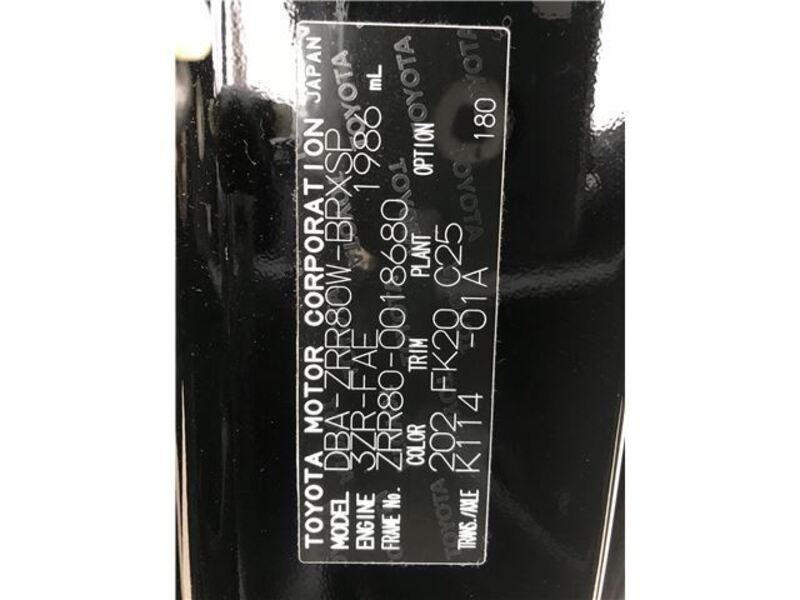 TOYOTA MOTOR CORPORATION JAPAN
MODEL DBA-ZRR80W-BRXSP
ENGINE 3ZR-FAE 1986 mL
FRAME No. ZRR80-0018680
COLOR TRIM PLANT OPTION
202 FK20 C25 180
TRANS./AXLE K114 -01A